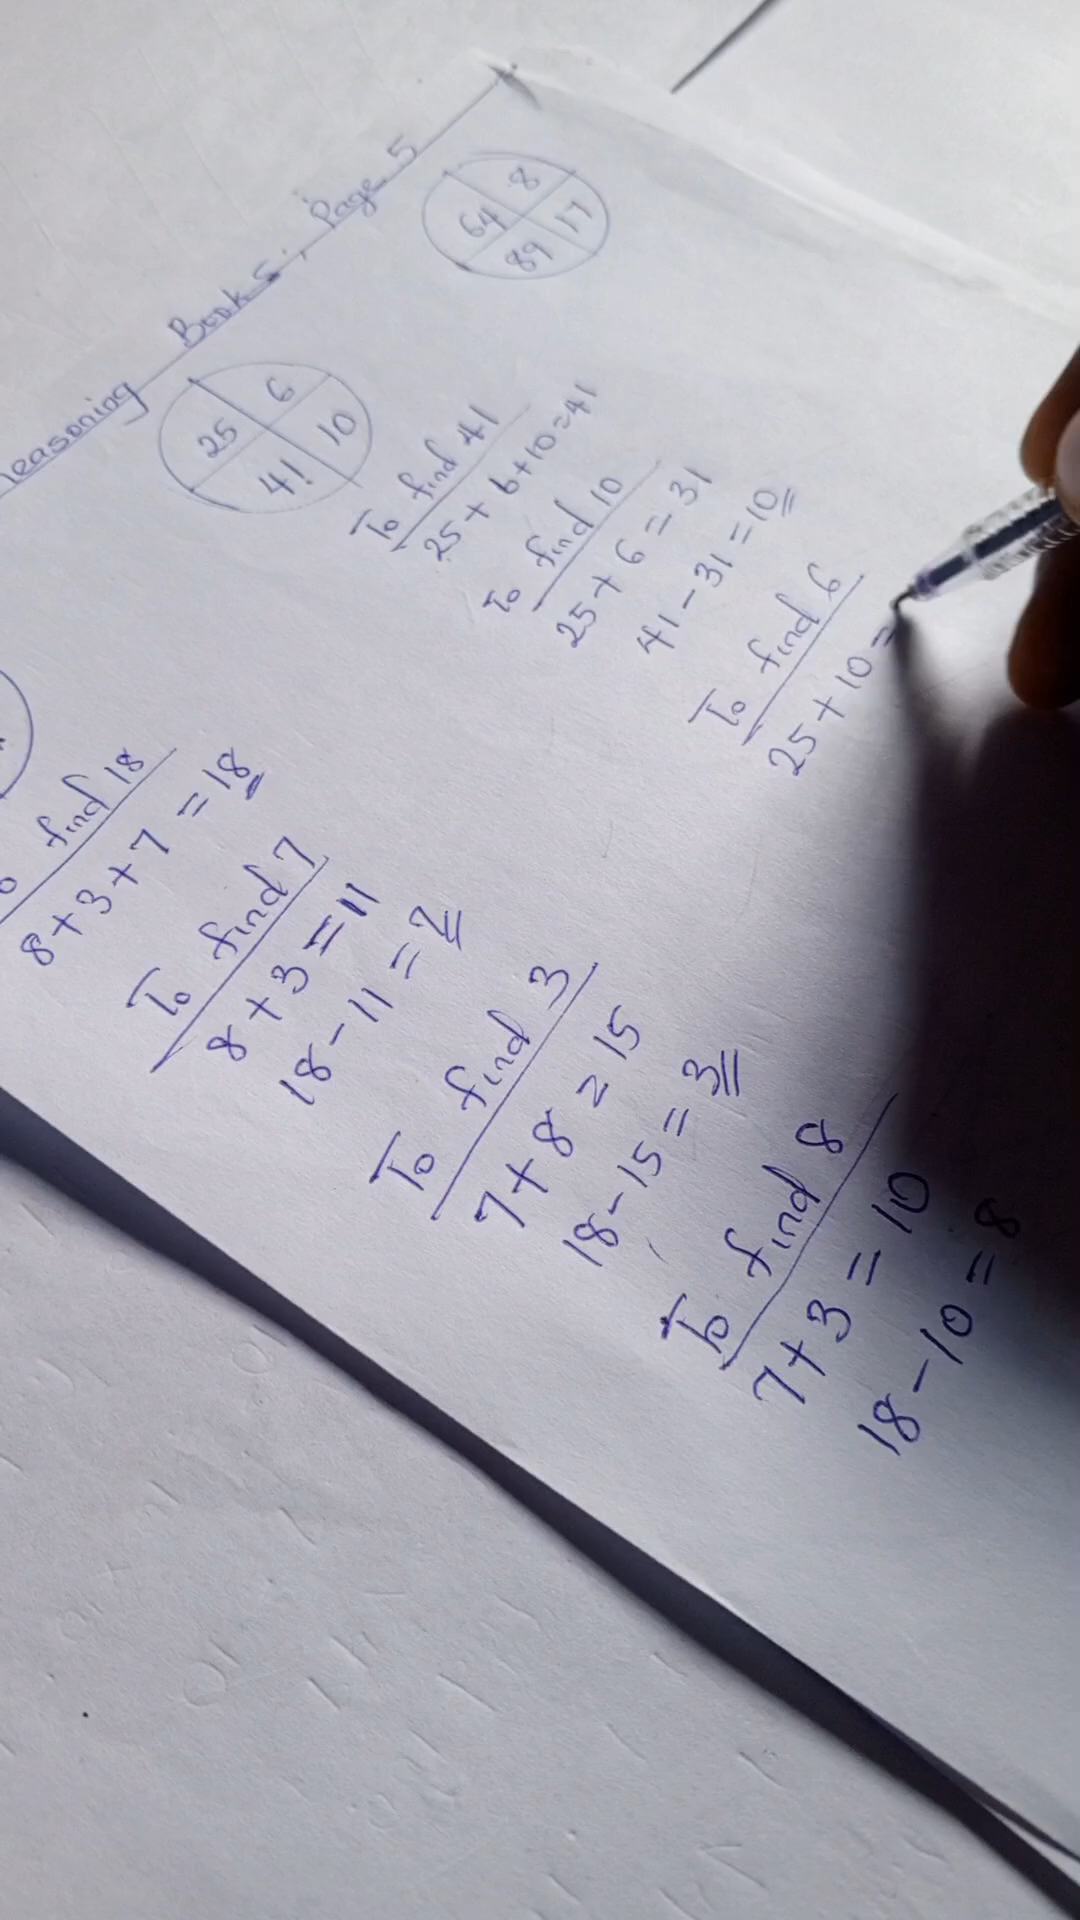 reasoning Book 5; Page 5
find 18
8+3+7 = 18
To find 7
8+3 = 11
18-11 = 7
To find 3
7+8 = 15
18-15 = 3
To find 8
7+3 = 10
18-10 = 8
25 6
41 10
To find 41
25+6+10=41
To find 10
25+6 = 31
41-31 = 10
To find 6
25+10 =
64 8
89 17